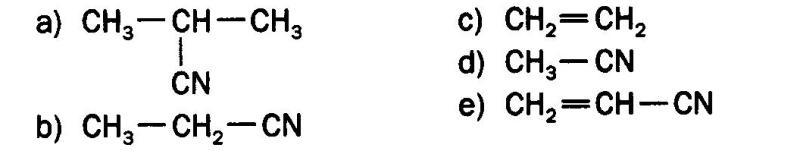 a) CH₃—CH—CH₃
CN
b) CH₃—CH₂—CN
c) CH₂=CH₂
d) CH₃—CN
e) CH₂=CH—CN